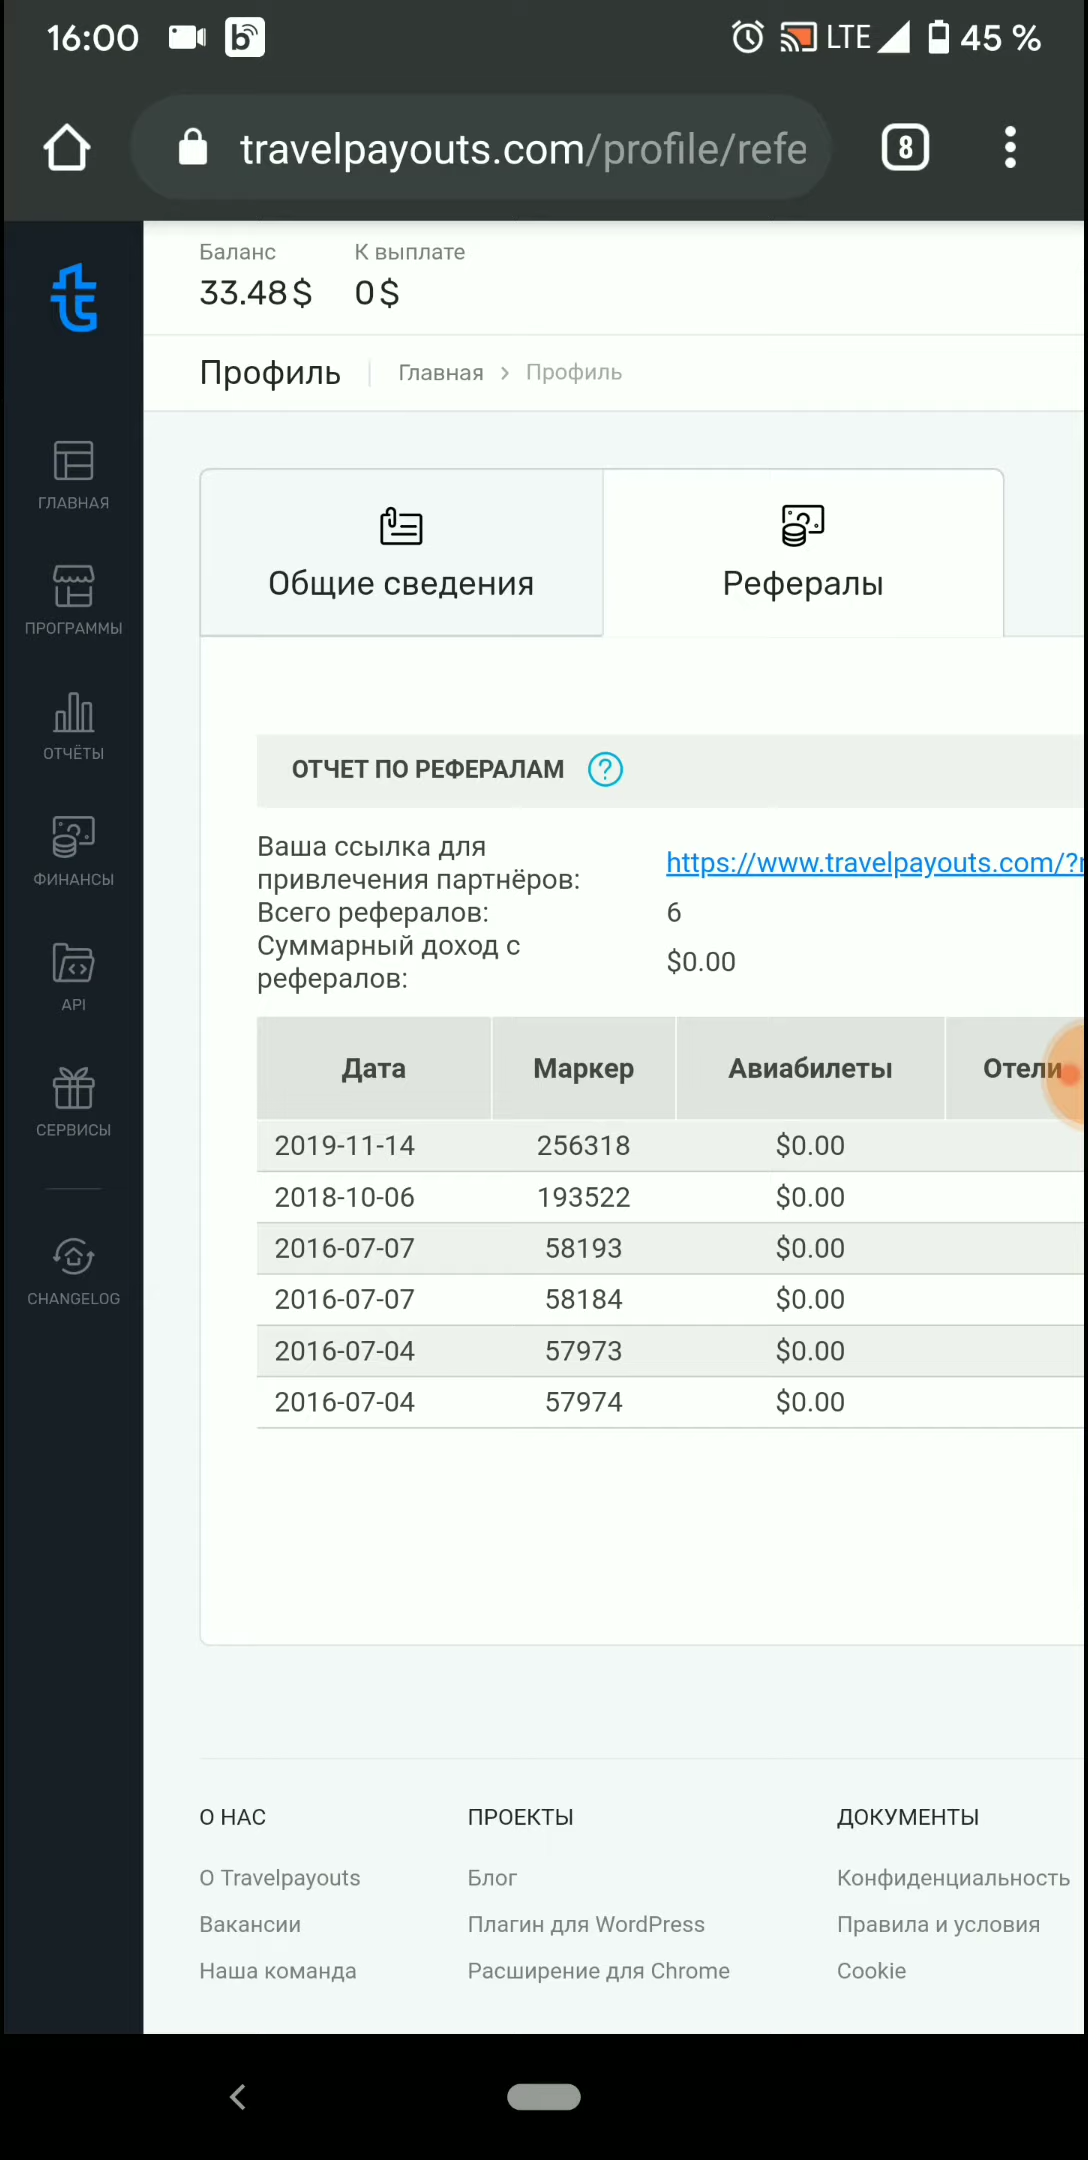 16:00 LTE 45 %
travelpayouts.com/profile/refe 8
Баланс К выплате
33.48$ 0$
Профиль Главная > Профиль
ГЛАВНАЯ
ПРОГРАММЫ
ОТЧЁТЫ
ФИНАНСЫ
API
СЕРВИСЫ
CHANGELOG
Общие сведения Рефералы
ОТЧЕТ ПО РЕФЕРАЛАМ ?
Ваша ссылка для
привлечения партнёров: https://www.travelpayouts.com/?
Всего рефералов: 6
Суммарный доход с
рефералов: $0.00
Дата Маркер Авиабилеты Отели
2019-11-14 256318 $0.00
2018-10-06 193522 $0.00
2016-07-07 58193 $0.00
2016-07-07 58184 $0.00
2016-07-04 57973 $0.00
2016-07-04 57974 $0.00
О НАС ПРОЕКТЫ ДОКУМЕНТЫ
О Travelpayouts Блог Конфиденциальность
Вакансии Плагин для WordPress Правила и условия
Наша команда Расширение для Chrome Cookie